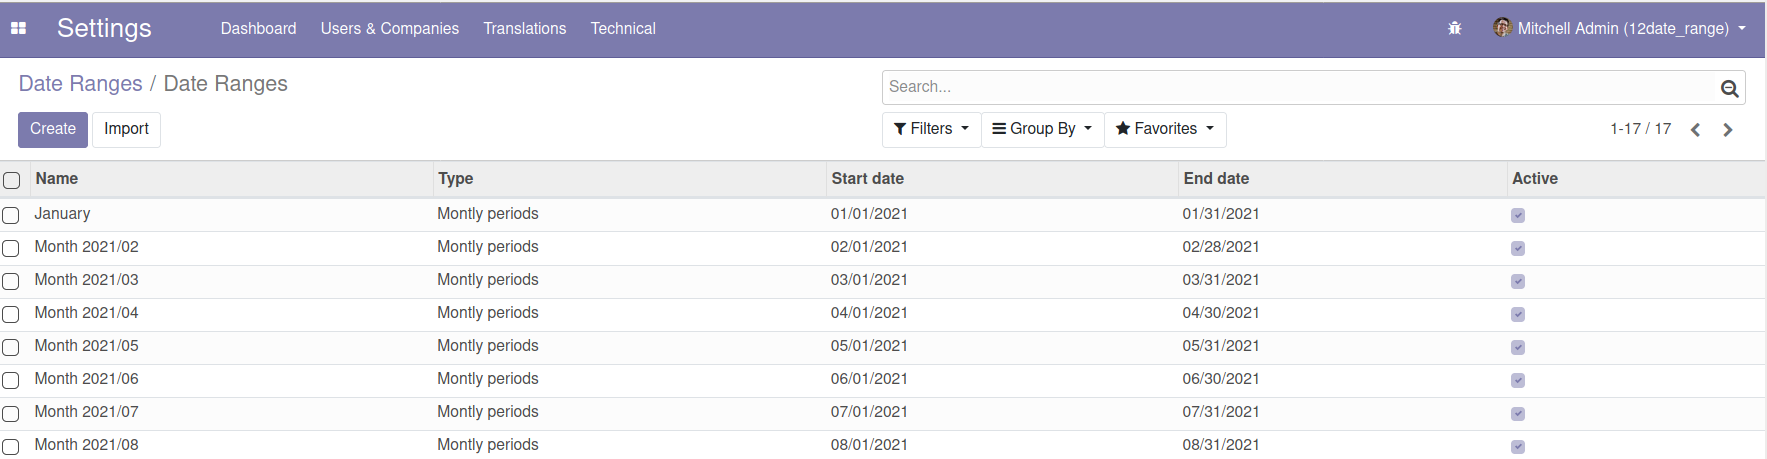 Settings Dashboard Users & Companies Translations Technical Mitchell Admin (12date_range)
Date Ranges / Date Ranges
Search...
Create Import Filters Group By Favorites 1-17 / 17
Name Type Start date End date Active
January Montly periods 01/01/2021 01/31/2021
Month 2021/02 Montly periods 02/01/2021 02/28/2021
Month 2021/03 Montly periods 03/01/2021 03/31/2021
Month 2021/04 Montly periods 04/01/2021 04/30/2021
Month 2021/05 Montly periods 05/01/2021 05/31/2021
Month 2021/06 Montly periods 06/01/2021 06/30/2021
Month 2021/07 Montly periods 07/01/2021 07/31/2021
Month 2021/08 Montly periods 08/01/2021 08/31/2021